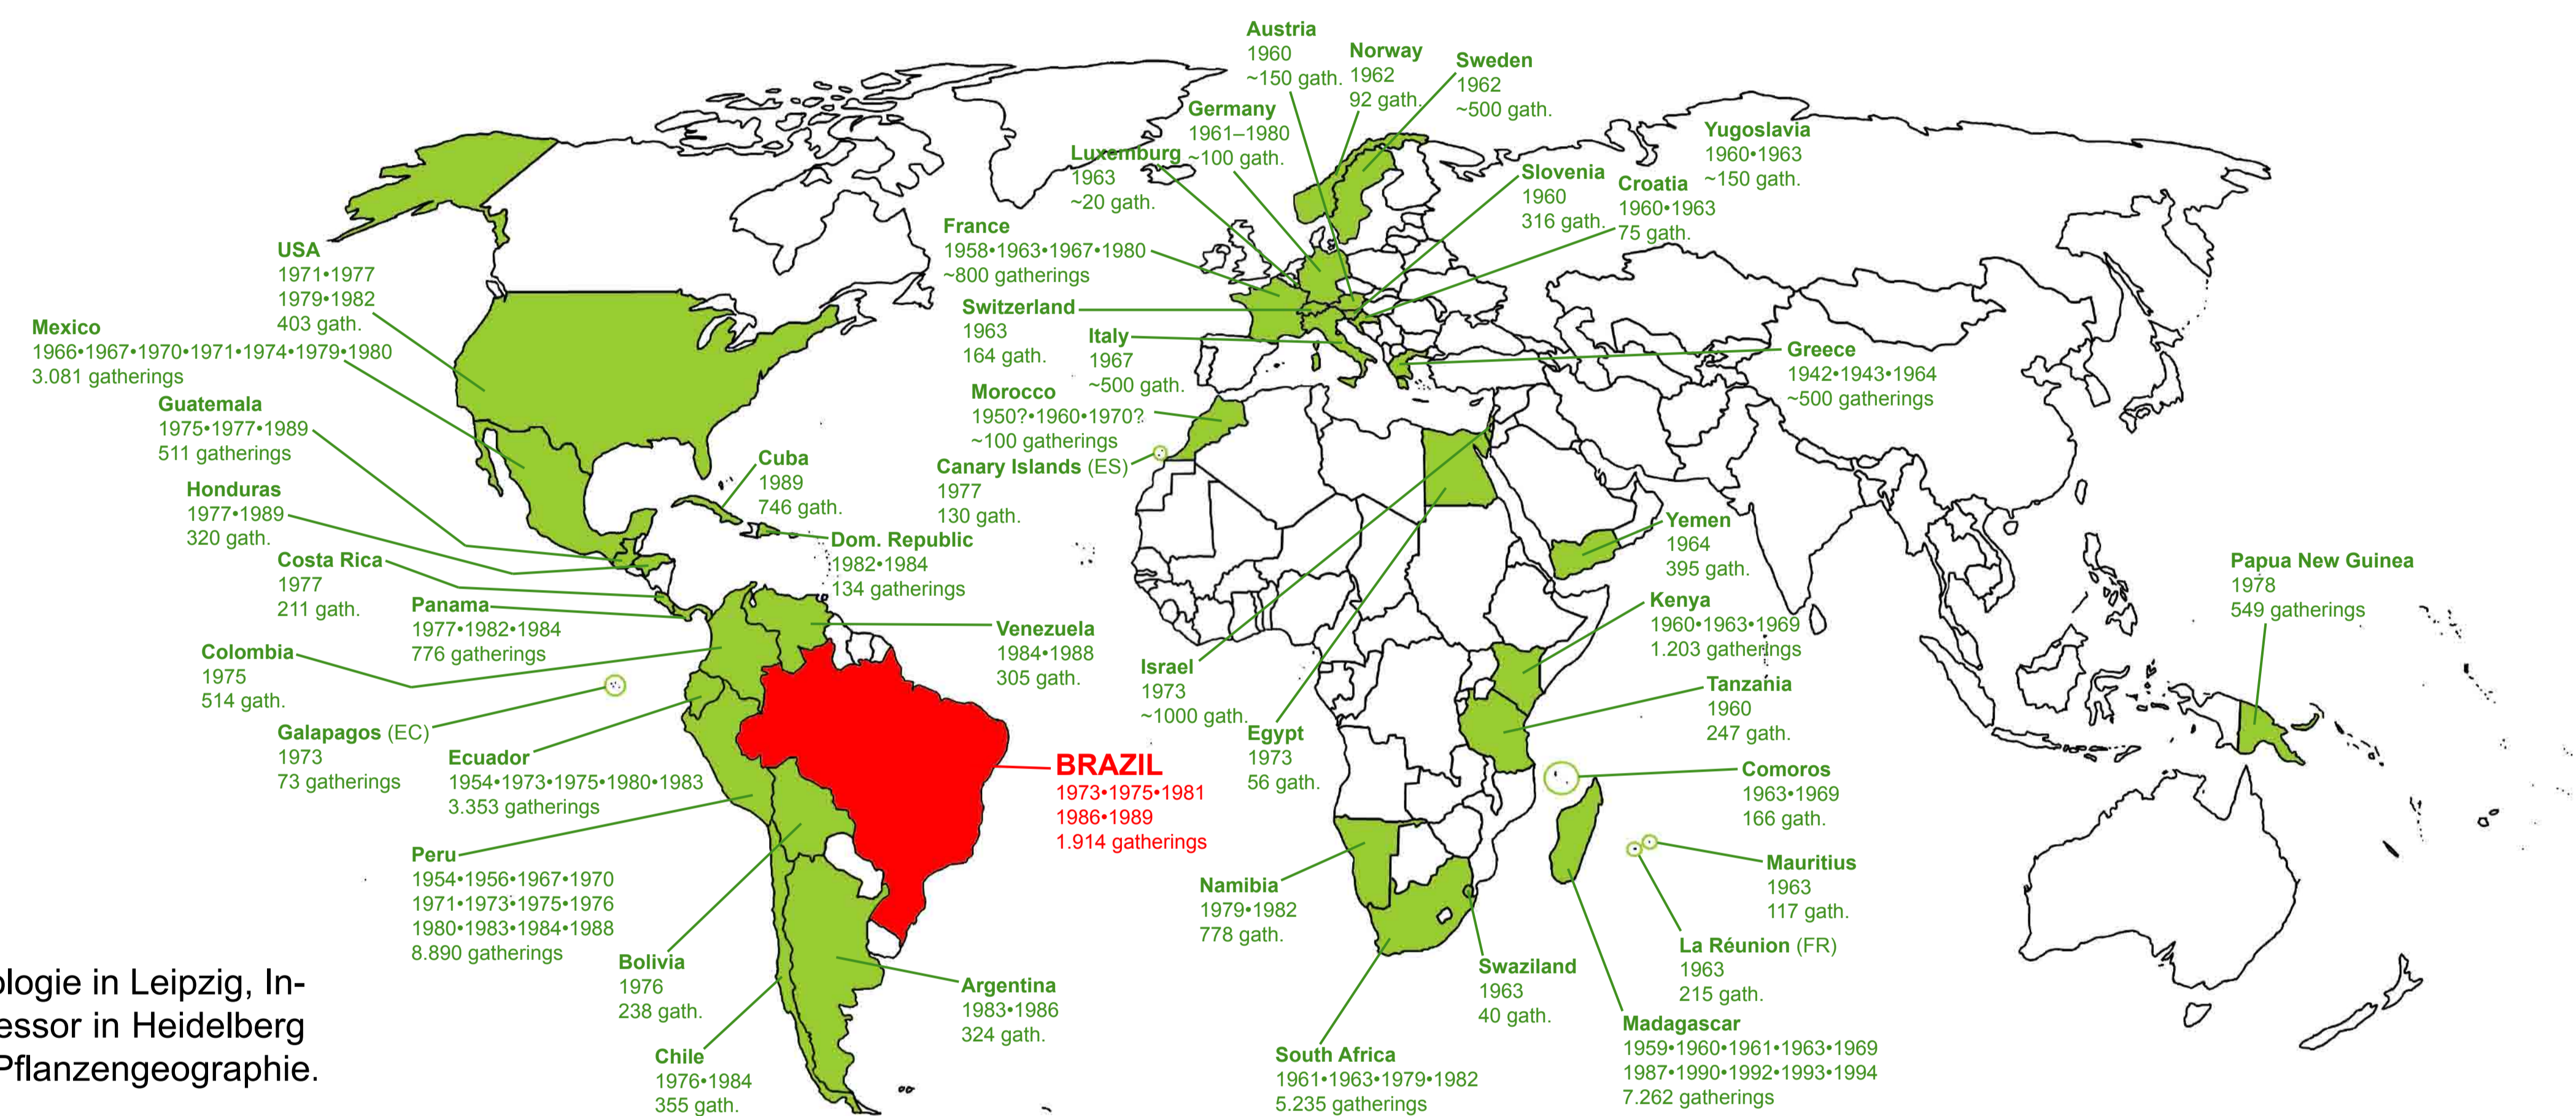 Austria
1960
~150 gath.
Norway
1962
92 gath.
Sweden
1962
~500 gath.
Germany
1961–1980
~100 gath.
Luxemburg
1963
~20 gath.
Yugoslavia
1960•1963
~150 gath.
Slovenia
1960
316 gath.
Croatia
1960•1963
75 gath.
France
1958•1963•1967•1980
~800 gatherings
USA
1971•1977
1979•1982
403 gath.
Switzerland
1963
164 gath.
Mexico
1966•1967•1970•1971•1974•1979•1980
3.081 gatherings
Italy
1967
~500 gath.
Greece
1942•1943•1964
~500 gatherings
Morocco
1950?•1960•1970?
~100 gatherings
Guatemala
1975•1977•1989
511 gatherings
Cuba
1989
746 gath.
Canary Islands (ES)
1977
130 gath.
Honduras
1977•1989
320 gath.
Dom. Republic
1982•1984
134 gatherings
Yemen
1964
395 gath.
Costa Rica
1977
211 gath.
Papua New Guinea
1978
549 gatherings
Panama
1977•1982•1984
776 gatherings
Kenya
1960•1963•1969
1.203 gatherings
Venezuela
1984•1988
305 gath.
Colombia
1975
514 gath.
Israel
1973
~1000 gath.
Tanzania
1960
247 gath.
Galapagos (EC)
1973
73 gatherings
Egypt
1973
56 gath.
Ecuador
1954•1973•1975•1980•1983
3.353 gatherings
BRAZIL
1973•1975•1981
1986•1989
1.914 gatherings
Comoros
1963•1969
166 gath.
Peru
1954•1956•1967•1970
1971•1973•1975•1976
1980•1983•1984•1988
8.890 gatherings
Mauritius
1963
117 gath.
Namibia
1979•1982
778 gath.
La Réunion (FR)
1963
215 gath.
Bolivia
1976
238 gath.
Swaziland
1963
40 gath.
Argentina
1983•1986
324 gath.
Madagascar
1959•1960•1961•1963•1969
1987•1990•1992•1993•1994
7.262 gatherings
Chile
1976•1984
355 gath.
South Africa
1961•1963•1979•1982
5.235 gatherings
ologie in Leipzig, In-
essor in Heidelberg
Pflanzengeographie.